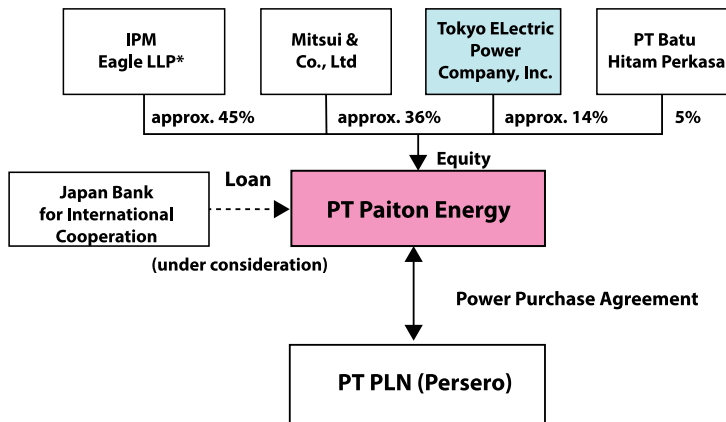 IPM
Eagle LLP*
Mitsui &
Co., Ltd
Tokyo ELectric
Power
Company, Inc.
PT Batu
Hitam Perkasa
approx. 45%
approx. 36%
approx. 14%
5%
Equity
Japan Bank
for International
Cooperation
Loan
(under consideration)
PT Paiton Energy
Power Purchase Agreement
PT PLN (Persero)